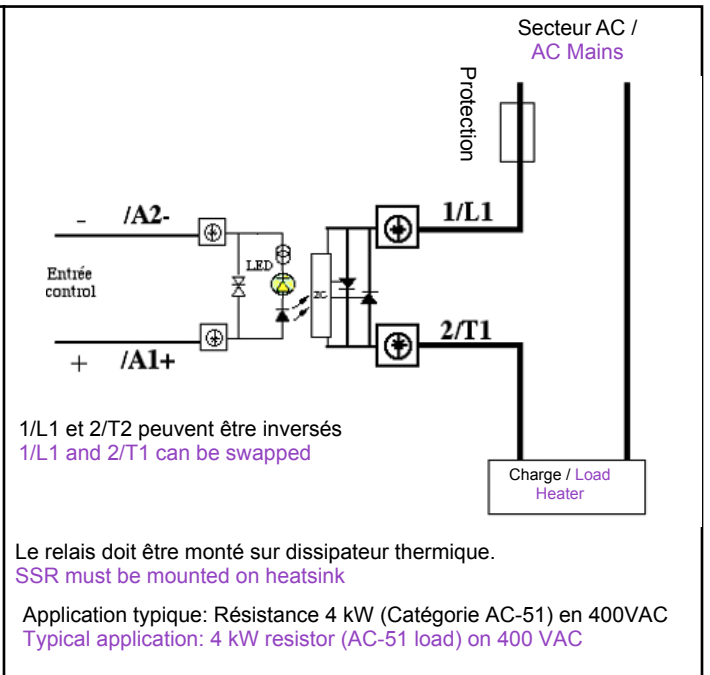 Secteur AC /
AC Mains
Protection
- /A2-
1/L1
LED
ZC
Entrée
control
2/T1
+ /A1+
1/L1 et 2/T2 peuvent être inversés
1/L1 and 2/T1 can be swapped
Charge / Load
Heater
Le relais doit être monté sur dissipateur thermique.
SSR must be mounted on heatsink
Application typique: Résistance 4 kW (Catégorie AC-51) en 400VAC
Typical application: 4 kW resistor (AC-51 load) on 400 VAC